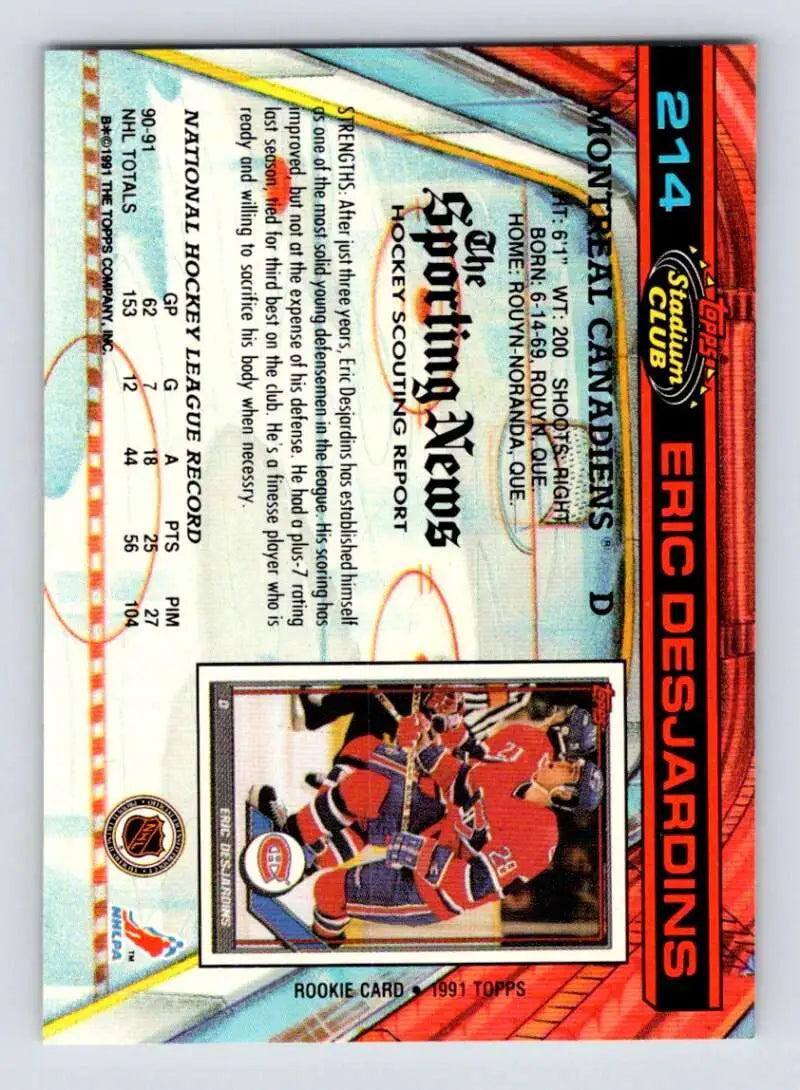 214
Topps
Stadium
CLUB
ERIC DESJARDINS
MONTREAL CANADIENS® D
HT: 6'1" WT: 200 SHOOTS: RIGHT
BORN: 6-14-69, ROUYN, QUE.
HOME: ROUYN-NORANDA, QUE.
The
Sporting News
HOCKEY SCOUTING REPORT
STRENGTHS: After just three years, Eric Desjardins has established himself
as one of the most solid young defensemen in the league. His scoring has
improved, but not at the expense of his defense. He had a plus-7 rating
last season, tied for third best on the club. He's a finesse player who is
ready and willing to sacrifice his body when necessry.
NATIONAL HOCKEY LEAGUE RECORD
GP G A PTS PIM
90-91 62 7 18 25 27
NHL TOTALS 153 12 44 56 104
B*©1991 THE TOPPS COMPANY, INC.
Topps
21
28
D ERIC DESJARDINS
ROOKIE CARD • 1991 TOPPS
NHL
NHLPA
TM